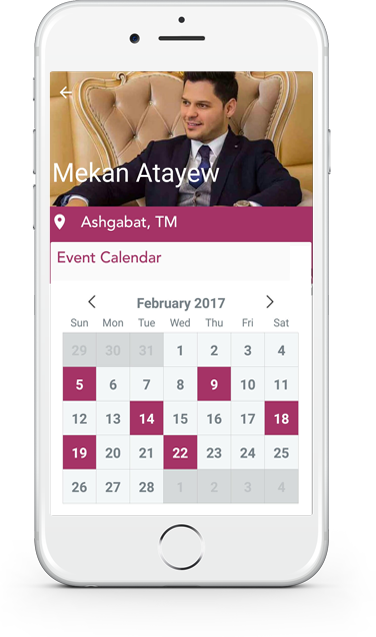 Mekan Atayew
Ashgabat, TM
Event Calendar
February 2017
Sun Mon Tue Wed Thu Fri Sat
29 30 31 1 2 3 4
5 6 7 8 9 10 11
12 13 14 15 16 17 18
19 20 21 22 23 24 25
26 27 28 1 2 3 4